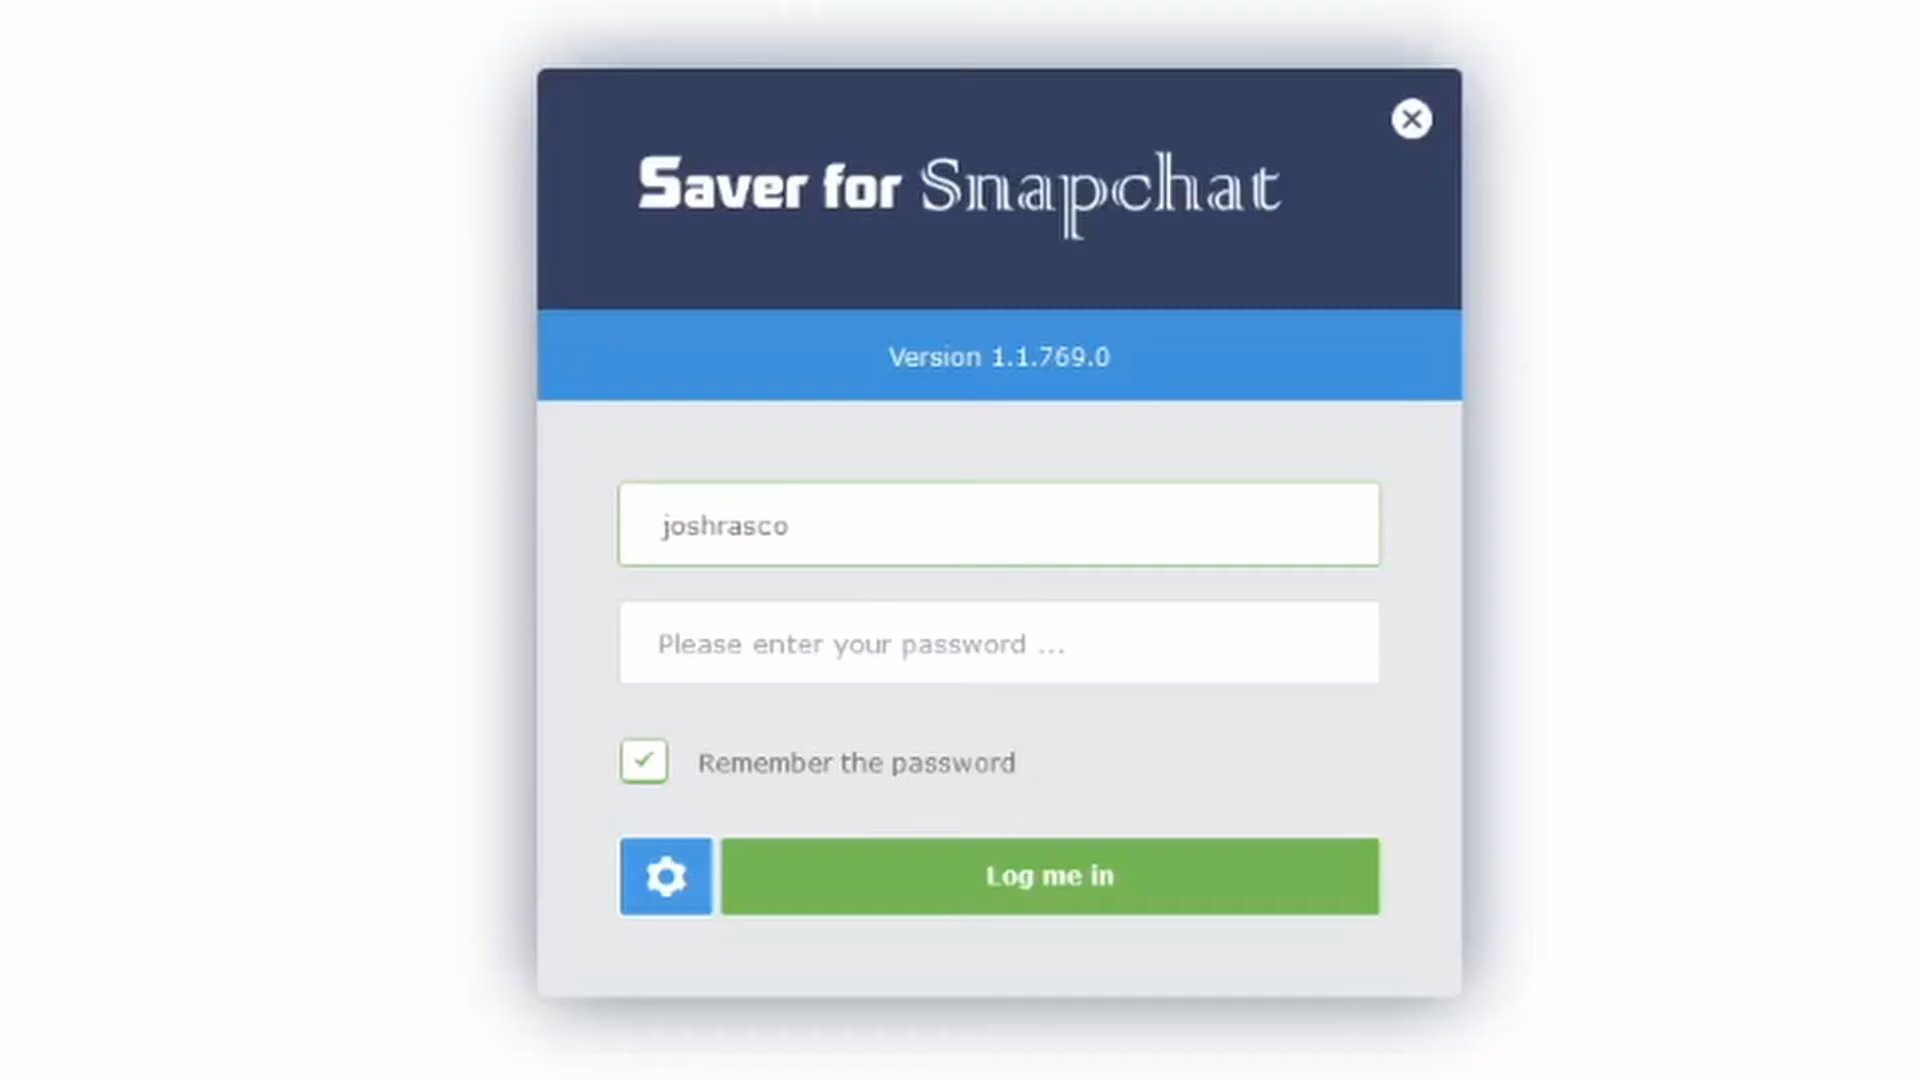 Saver for Snapchat
Version 1.1.769.0
joshrasco
Please enter your password ...
Remember the password
Log me in